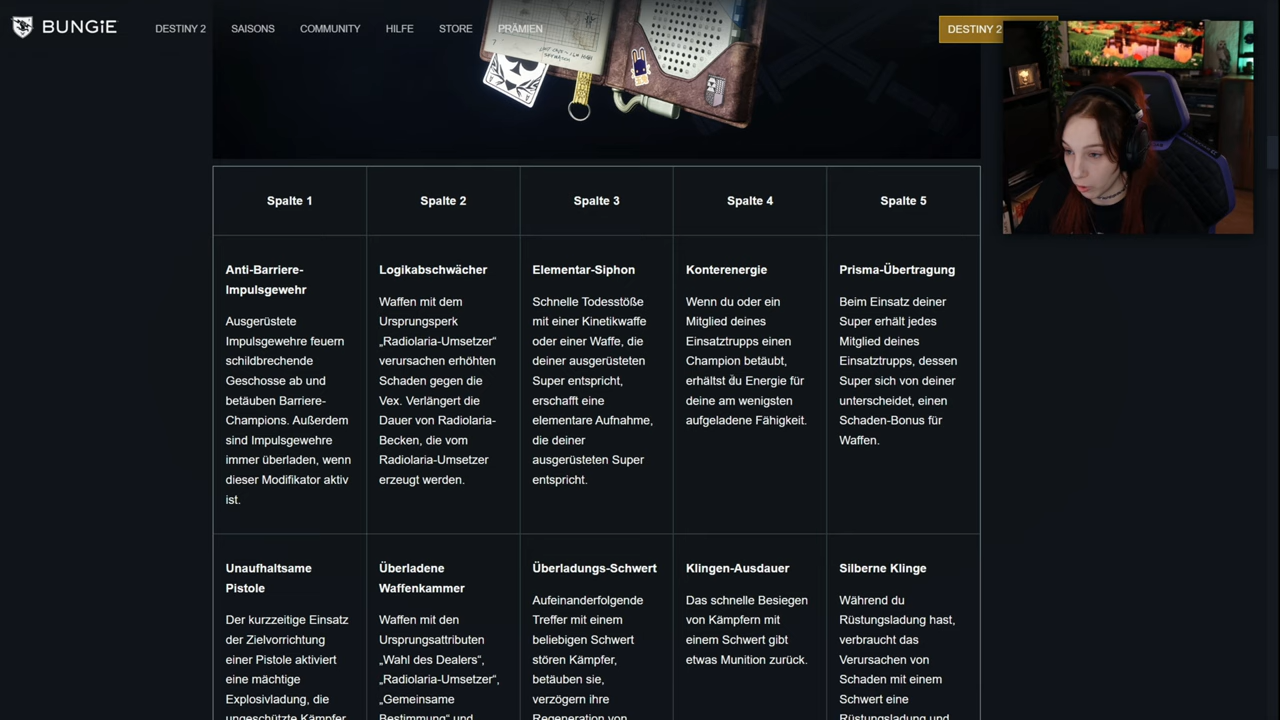 BUNGiE
DESTINY 2
SAISONS
COMMUNITY
HILFE
STORE
PRÄMIEN
DESTINY 2
Spalte 1
Spalte 2
Spalte 3
Spalte 4
Spalte 5
Anti-Barriere-
Impulsgewehr
Ausgerüstete
Impulsgewehre feuern
schildbrechende
Geschosse ab und
betäuben Barriere-
Champions. Außerdem
sind Impulsgewehre
immer überladen, wenn
dieser Modifikator aktiv
ist.
Logikabschwächer
Waffen mit dem
Ursprungsperk
„Radiolaria-Umsetzer“
verursachen erhöhten
Schaden gegen die
Vex. Verlängert die
Dauer von Radiolaria-
Becken, die vom
Radiolaria-Umsetzer
erzeugt werden.
Elementar-Siphon
Schnelle Todesstöße
mit einer Kinetikwaffe
oder einer Waffe, die
deiner ausgerüsteten
Super entspricht,
erschafft eine
elementare Aufnahme,
die deiner
ausgerüsteten Super
entspricht.
Konterenergie
Wenn du oder ein
Mitglied deines
Einsatztrupps einen
Champion betäubt,
erhältst du Energie für
deine am wenigsten
aufgeladene Fähigkeit.
Prisma-Übertragung
Beim Einsatz deiner
Super erhält jedes
Mitglied deines
Einsatztrupps, dessen
Super sich von deiner
unterscheidet, einen
Schaden-Bonus für
Waffen.
Unaufhaltsame
Pistole
Der kurzzeitige Einsatz
der Zielvorrichtung
einer Pistole aktiviert
eine mächtige
Explosivladung, die
ungeschützte Kämpfer
Überladene
Waffenkammer
Waffen mit den
Ursprungsattributen
„Wahl des Dealers“,
„Radiolaria-Umsetzer“,
„Gemeinsame
Bestimmung“ und
Überladungs-Schwert
Aufeinanderfolgende
Treffer mit einem
beliebigen Schwert
stören Kämpfer,
betäuben sie,
verzögern ihre
Regeneration von
Klingen-Ausdauer
Das schnelle Besiegen
von Kämpfern mit
einem Schwert gibt
etwas Munition zurück.
Silberne Klinge
Während du
Rüstungsladung hast,
verbraucht das
Verursachen von
Schaden mit einem
Schwert eine
Rüstungsladung und